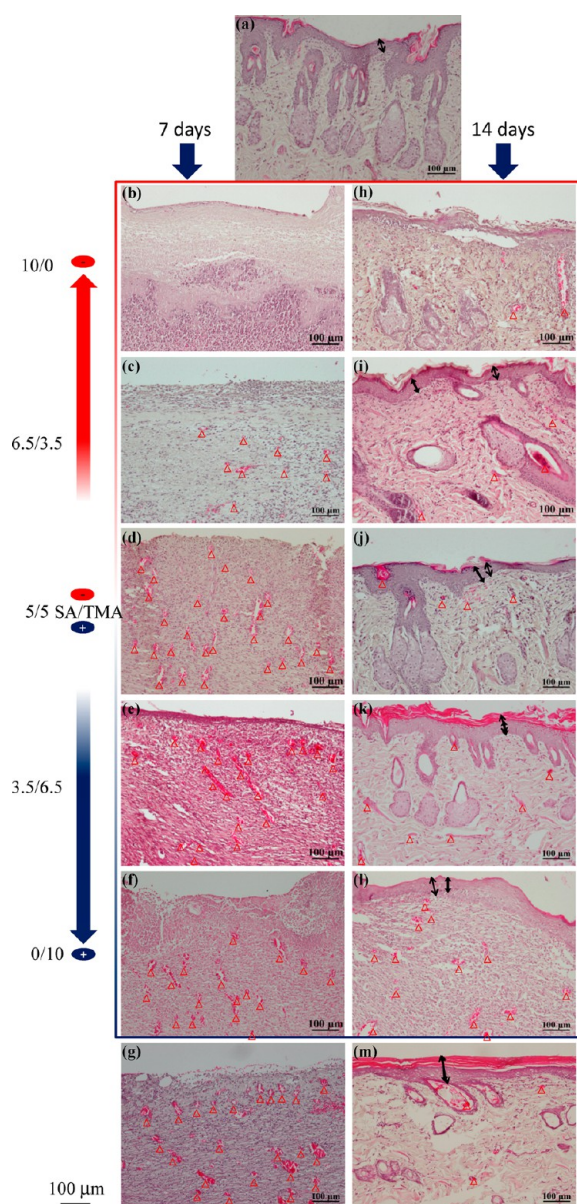 (a)
100 µm
7 days
14 days
(b)
100 µm
(h)
100 µm
10/0
(c)
100 µm
(i)
100 µm
6.5/3.5
(d)
100 µm
(j)
100 µm
5/5 SA/TMA
(e)
100 µm
(k)
100 µm
3.5/6.5
(f)
100 µm
(l)
100 µm
0/10
(g)
100 µm
(m)
100 µm
100 µm